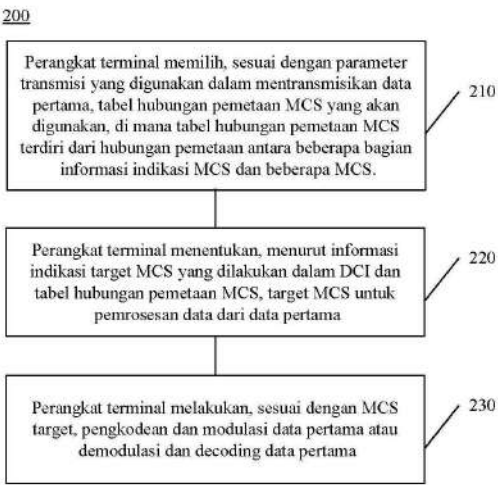 200
Perangkat terminal memilih, sesuai dengan parameter
transmisi yang digunakan dalam mentransmisikan data
pertama, tabel hubungan pemetaan MCS yang akan
digunakan, di mana tabel hubungan pemetaan MCS
terdiri dari hubungan pemetaan antara beberapa bagian
informasi indikasi MCS dan beberapa MCS.
210
Perangkat terminal menentukan, menurut informasi
indikasi target MCS yang dilakukan dalam DCI dan
tabel hubungan pemetaan MCS, target MCS untuk
pemrosesan data dari data pertama
220
Perangkat terminal melakukan, sesuai dengan MCS
target, pengkodean dan modulasi data pertama atau
demodulasi dan decoding data pertama
230